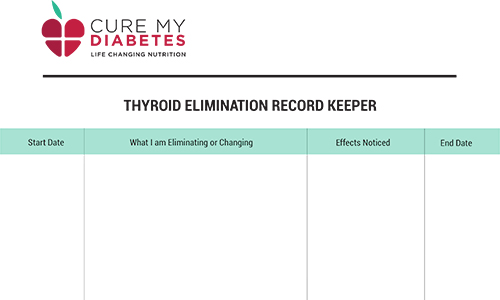 CURE MY
DIABETES
LIFE CHANGING NUTRITION
THYROID ELIMINATION RECORD KEEPER
Start Date
What I am Eliminating or Changing
Effects Noticed
End Date